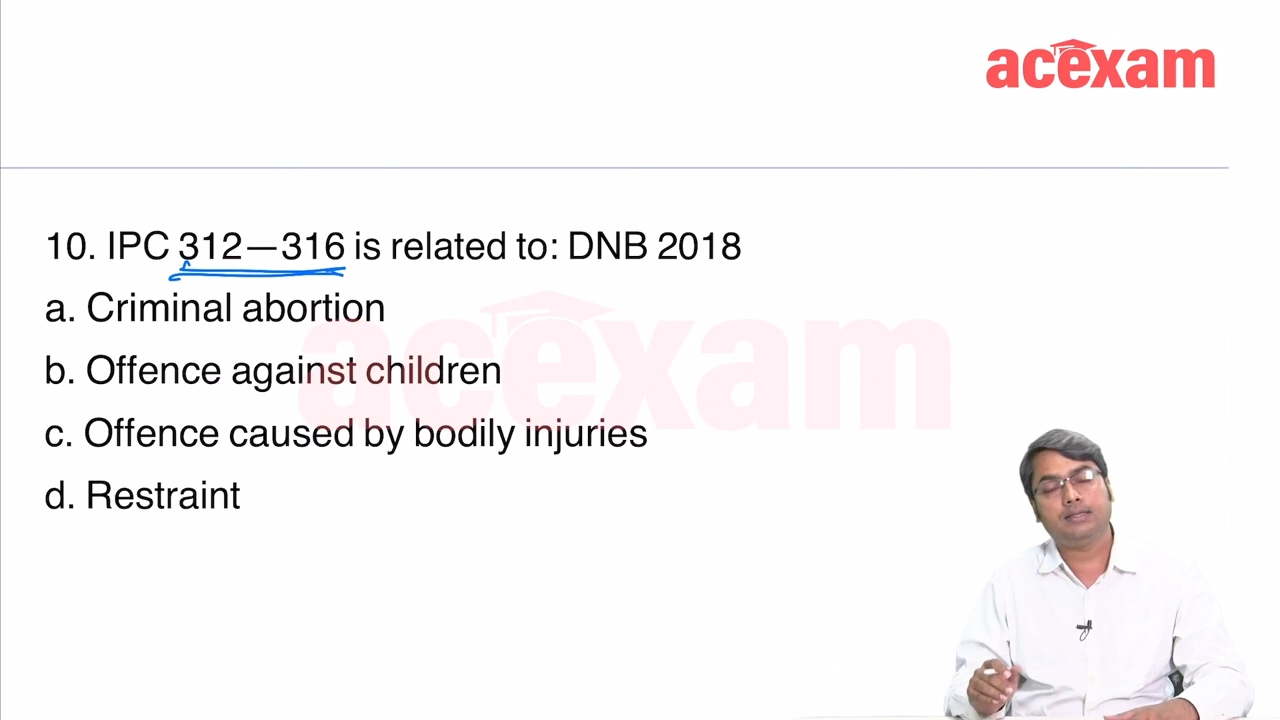 acexam
10. IPC 312—316 is related to: DNB 2018
a. Criminal abortion
b. Offence against children
c. Offence caused by bodily injuries
d. Restraint
acexam